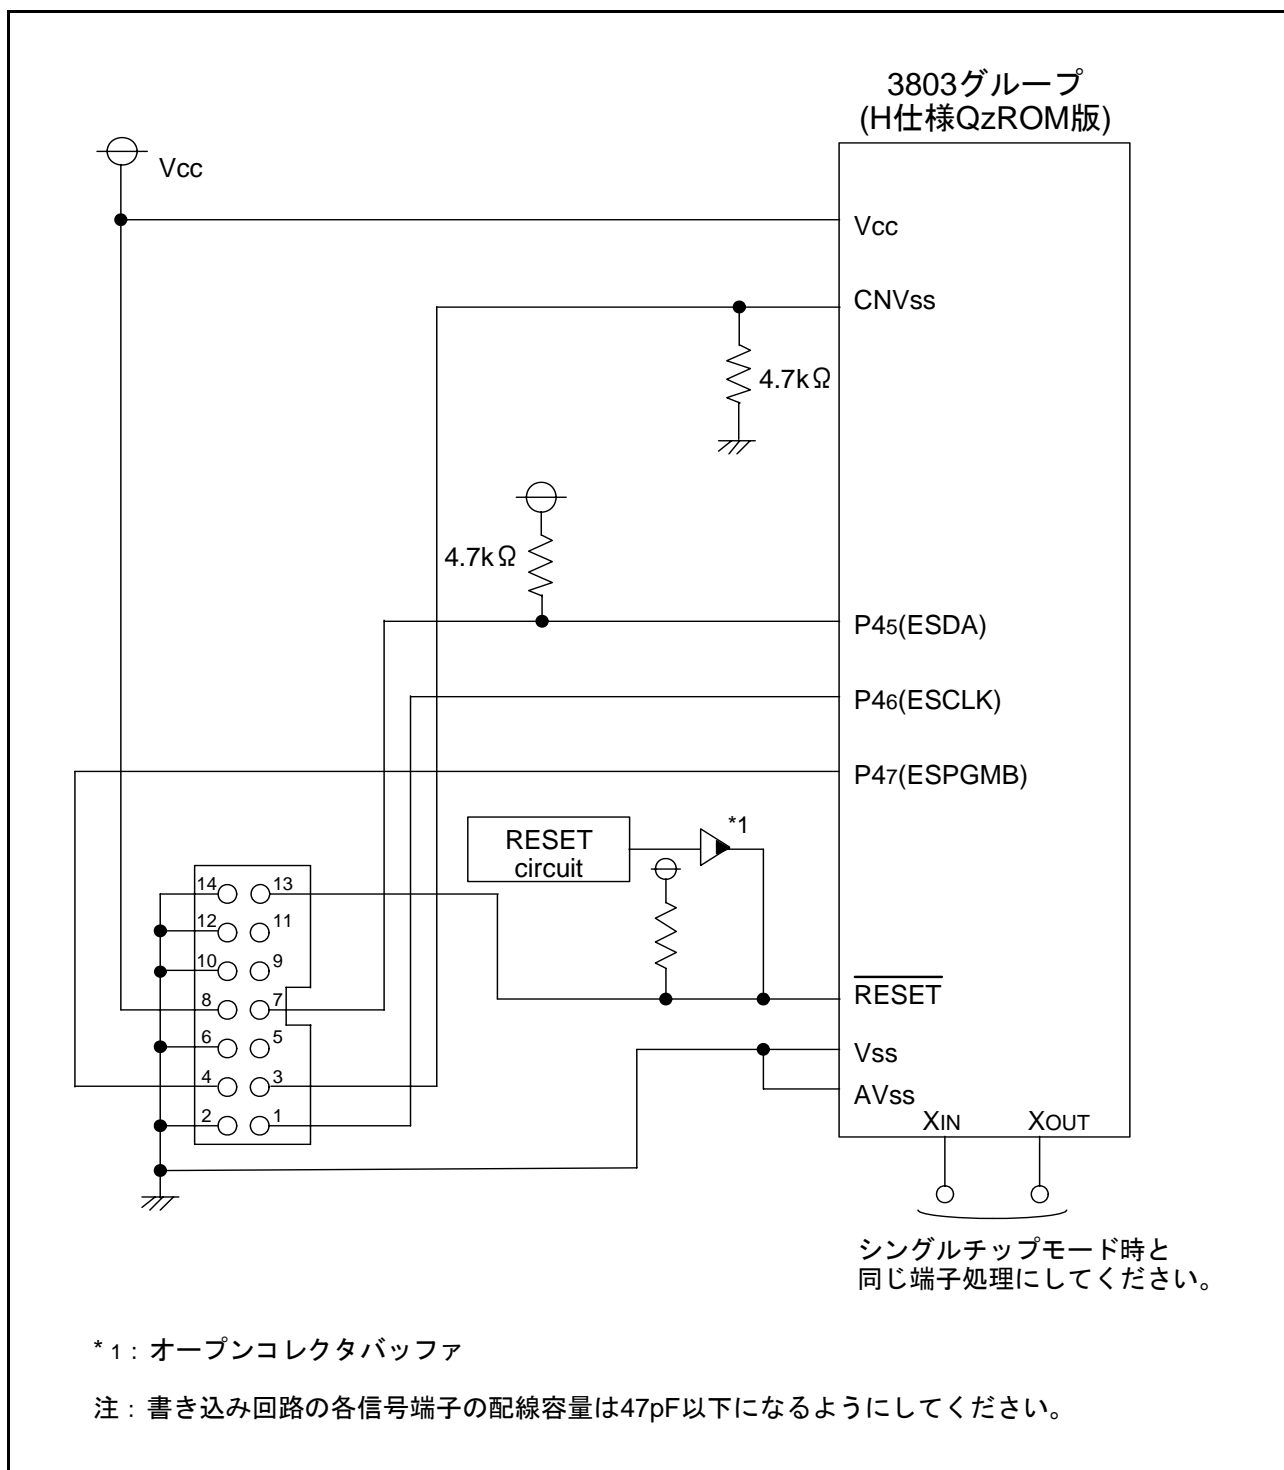 3803グループ
(H仕様QzROM版)
Vcc
Vcc
CNVss
4.7kΩ
4.7kΩ
P45(ESDA)
P46(ESCLK)
P47(ESPGMB)
RESET
circuit
*1
14 13
12 11
10 9
8 7
6 5
4 3
2 1
RESET
Vss
AVss
XIN XOUT
シングルチップモード時と
同じ端子処理にしてください。
* 1 : オープンコレクタバッファ
注 : 書き込み回路の各信号端子の配線容量は47pF以下になるようにしてください。